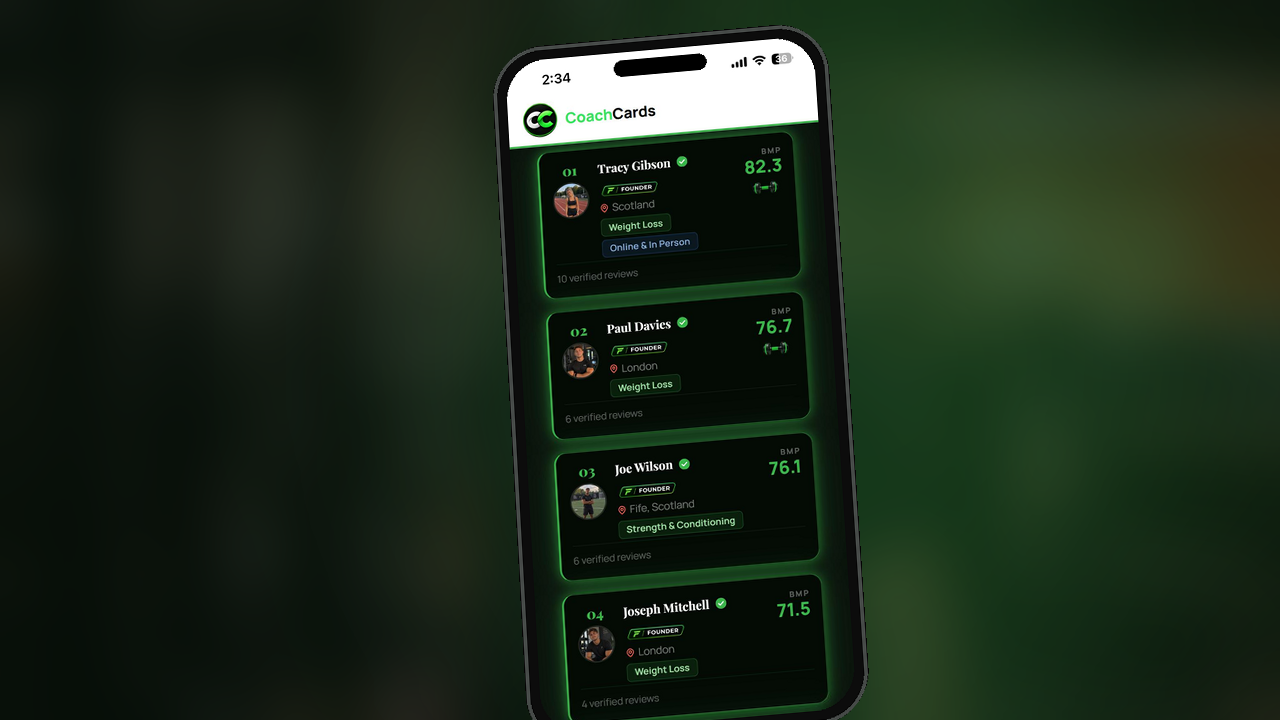 2:34
36
CC CoachCards
01
Tracy Gibson
BMP
82.3
F / FOUNDER
Scotland
Weight Loss
Online & In Person
10 verified reviews
02
Paul Davies
BMP
76.7
F / FOUNDER
London
Weight Loss
6 verified reviews
03
Joe Wilson
BMP
76.1
F / FOUNDER
Fife, Scotland
Strength & Conditioning
6 verified reviews
04
Joseph Mitchell
BMP
71.5
F / FOUNDER
London
Weight Loss
4 verified reviews